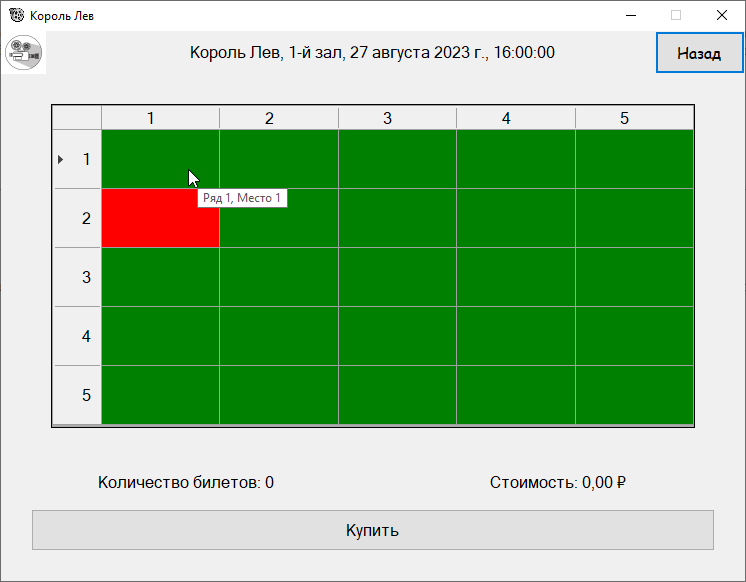 Король Лев
Король Лев, 1-й зал, 27 августа 2023 г., 16:00:00
Назад
1 2 3 4 5
1
Ряд 1, Место 1
2
3
4
5
Количество билетов: 0
Стоимость: 0,00 ₽
Купить